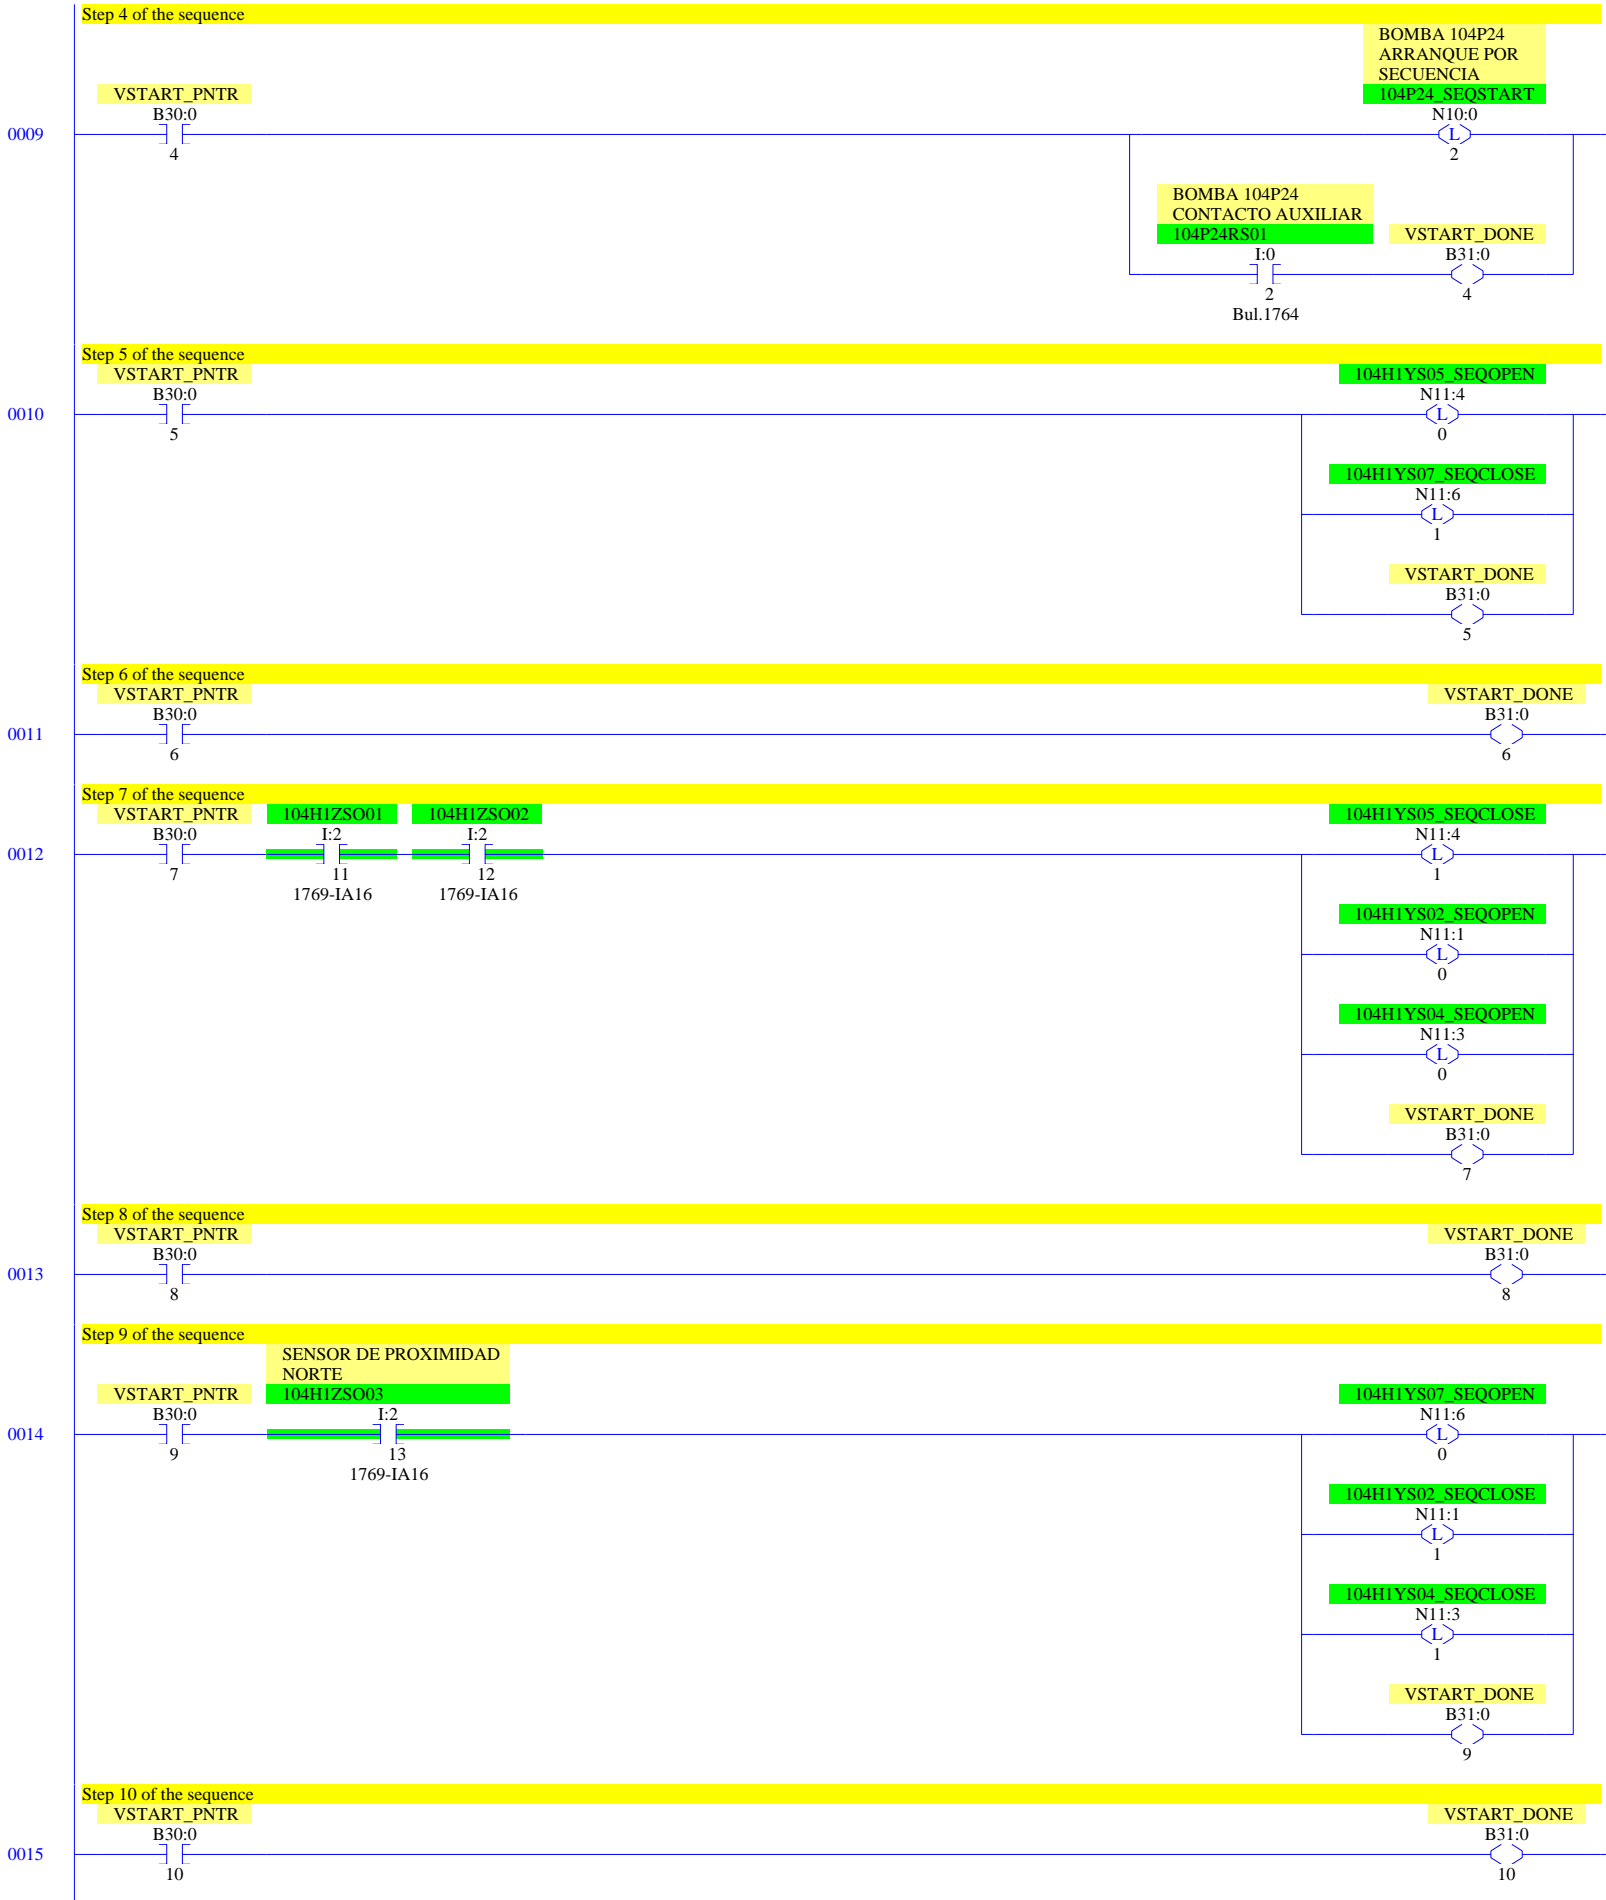 Step 4 of the sequence
BOMBA 104P24
ARRANQUE POR
SECUENCIA
VSTART_PNTR
104P24_SEQSTART
B30:0
N10:0
0009
L
4
2
BOMBA 104P24
CONTACTO AUXILIAR
104P24RS01
VSTART_DONE
I:0
B31:0
2
4
Bul.1764
Step 5 of the sequence
VSTART_PNTR
104H1YS05_SEQOPEN
B30:0
N11:4
0010
L
5
0
104H1YS07_SEQCLOSE
N11:6
L
1
VSTART_DONE
B31:0
5
Step 6 of the sequence
VSTART_PNTR
VSTART_DONE
B30:0
B31:0
0011
6
6
Step 7 of the sequence
VSTART_PNTR
104H1ZSO01
104H1ZSO02
104H1YS05_SEQCLOSE
B30:0
I:2
I:2
N11:4
0012
L
7
11
12
1
1769-IA16
1769-IA16
104H1YS02_SEQOPEN
N11:1
L
0
104H1YS04_SEQOPEN
N11:3
L
0
VSTART_DONE
B31:0
7
Step 8 of the sequence
VSTART_PNTR
VSTART_DONE
B30:0
B31:0
0013
8
8
Step 9 of the sequence
SENSOR DE PROXIMIDAD
NORTE
VSTART_PNTR
104H1ZSO03
104H1YS07_SEQOPEN
B30:0
I:2
N11:6
0014
L
9
13
0
1769-IA16
104H1YS02_SEQCLOSE
N11:1
L
1
104H1YS04_SEQCLOSE
N11:3
L
1
VSTART_DONE
B31:0
9
Step 10 of the sequence
VSTART_PNTR
VSTART_DONE
B30:0
B31:0
0015
10
10